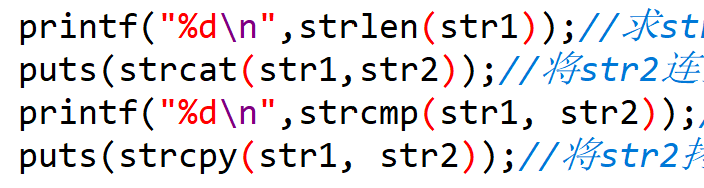 printf("%d\n",strlen(str1));//求st
puts(strcat(str1,str2));//将str2连
printf("%d\n",strcmp(str1, str2));/
puts(strcpy(str1, str2));//将str2